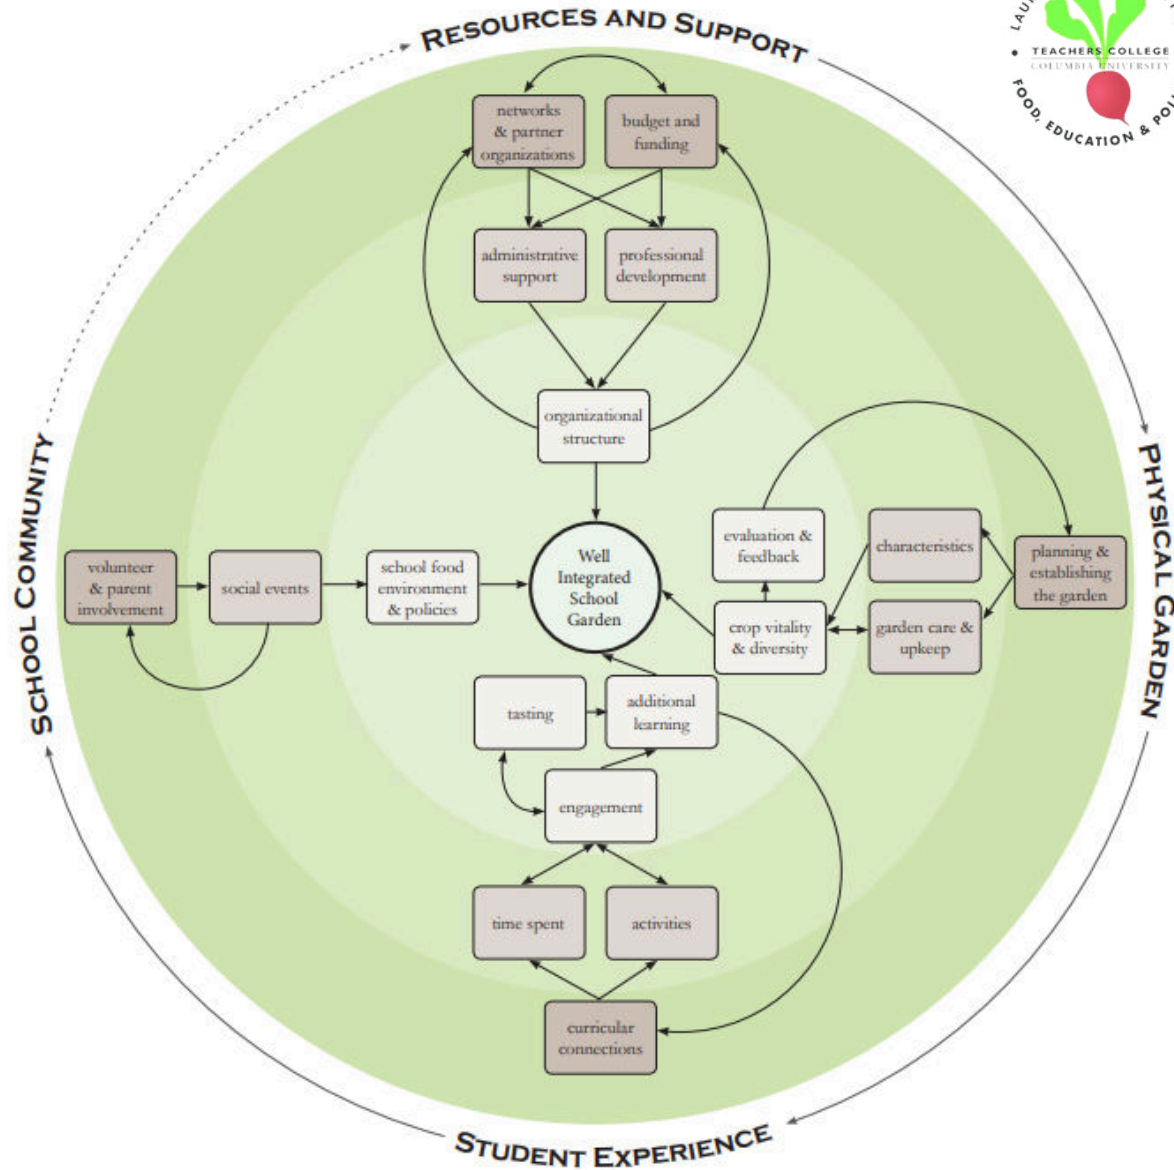 RESOURCES AND SUPPORT
TEACHERS COLLEGE
COLUMBIA UNIVERSITY
FOOD, EDUCATION &
networks
& partner
organizations
budget and
funding
administrative
support
professional
development
organizational
structure
SCHOOL COMMUNITY
volunteer
& parent
involvement
social events
school food
environment
& policies
Well
Integrated
School
Garden
evaluation &
feedback
characteristics
planning &
establishing
the garden
crop vitality
& diversity
garden care &
upkeep
PHYSICAL GARDEN
tasting
additional
learning
engagement
time spent
activities
curricular
connections
STUDENT EXPERIENCE